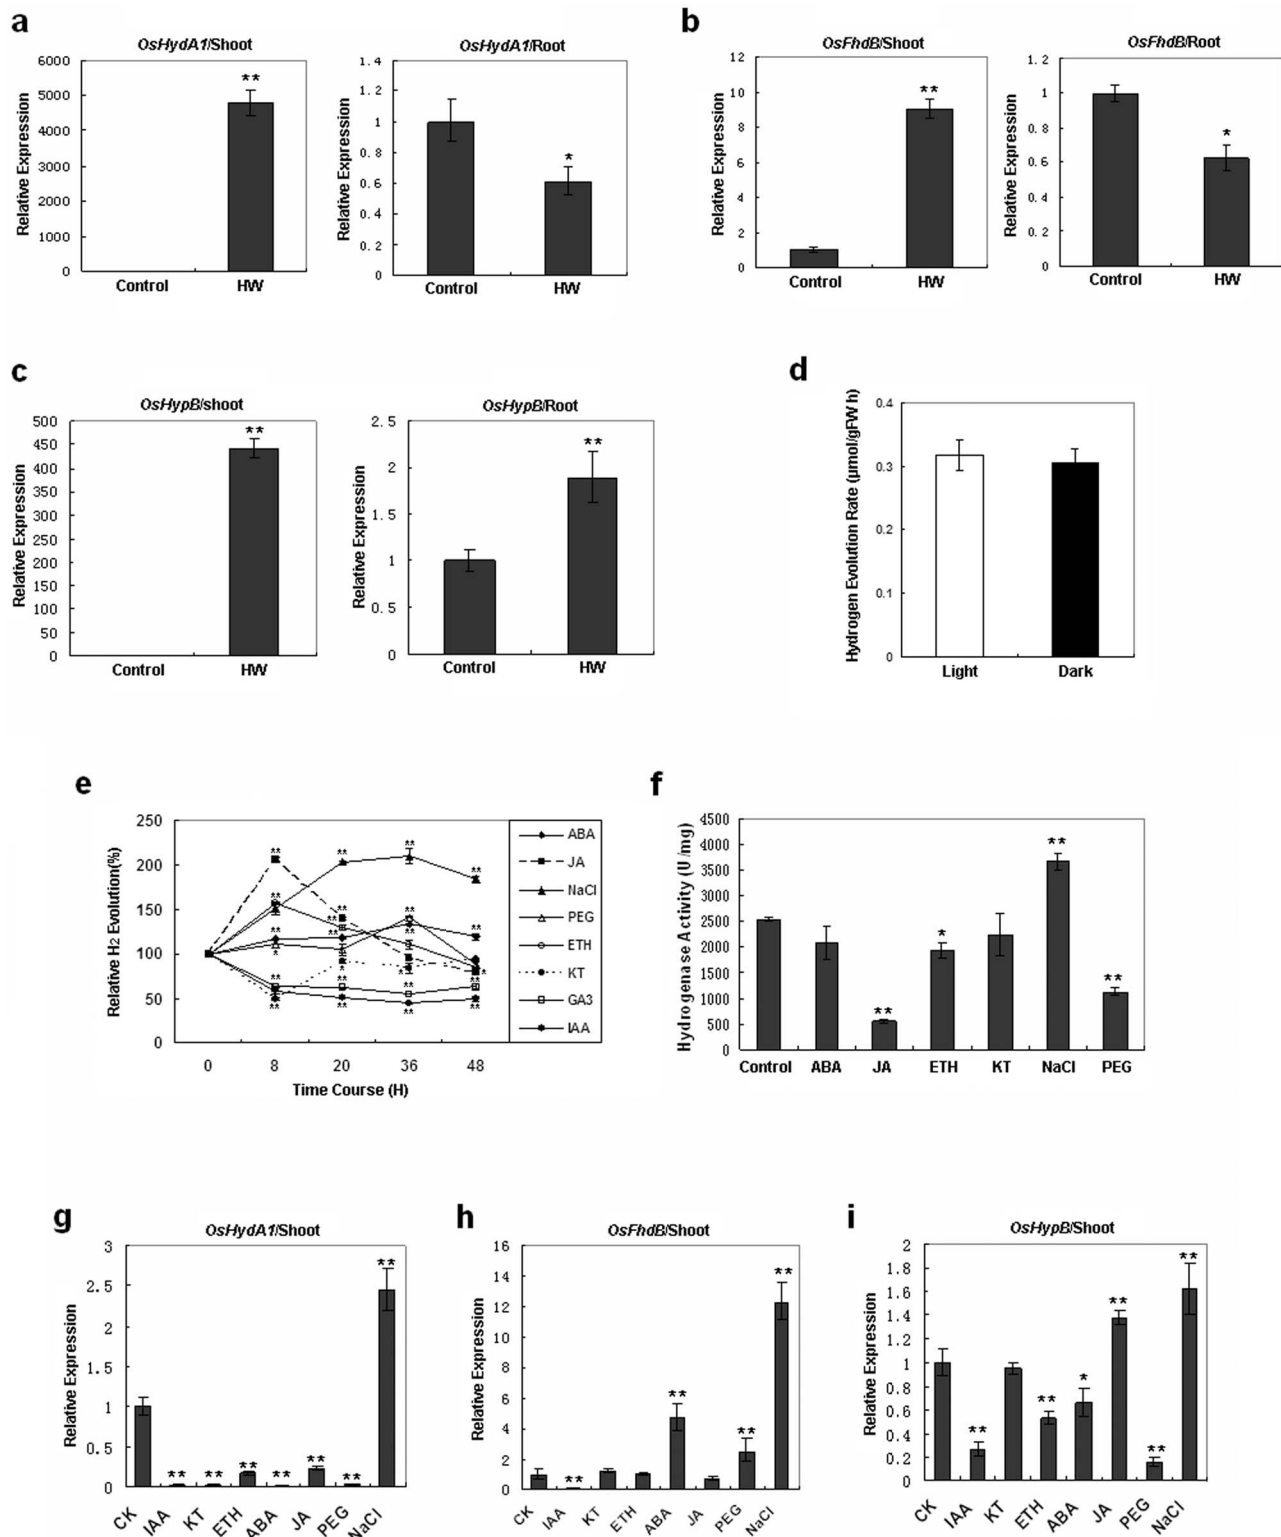 a
OsHydA1/Shoot
Relative Expression
6000
5000
4000
3000
2000
1000
0
**
Control HW
OsHydA1/Root
Relative Expression
1.4
1.2
1
0.8
0.6
0.4
0.2
0
*
Control HW
b
OsFhdB/Shoot
Relative Expression
12
10
8
6
4
2
0
**
Control HW
OsFhdB/Root
Relative Expression
1.2
1
0.8
0.6
0.4
0.2
0
*
Control HW
c
OsHypB/shoot
Relative Expression
500
450
400
350
300
250
200
150
100
50
0
**
Control HW
OsHypB/Root
Relative Expression
2.5
2
1.5
1
0.5
0
**
Control HW
d
Hydrogen Evolution Rate (μmol/gFW h)
0.4
0.3
0.2
0.1
0
Light Dark
e
Relative H2 Evolution(%)
250
200
150
100
50
0
0 8 20 36 48
Time Course (H)
ABA
JA
NaCl
PEG
ETH
KT
GA3
IAA
f
Hydrogenase Activity (U/mg)
4500
4000
3500
3000
2500
2000
1500
1000
500
0
** * ** **
Control ABA JA ETH KT NaCl PEG
g
OsHydA1/Shoot
Relative Expression
3
2.5
2
1.5
1
0.5
0
** ** ** ** ** ** **
CK IAA KT ETH ABA JA PEG NaCl
h
OsFhdB/Shoot
Relative Expression
16
14
12
10
8
6
4
2
0
** ** ** **
CK IAA KT ETH ABA JA PEG NaCl
i
OsHypB/Shoot
Relative Expression
2
1.8
1.6
1.4
1.2
1
0.8
0.6
0.4
0.2
0
** ** * ** ** **
CK IAA KT ETH ABA JA PEG NaCl